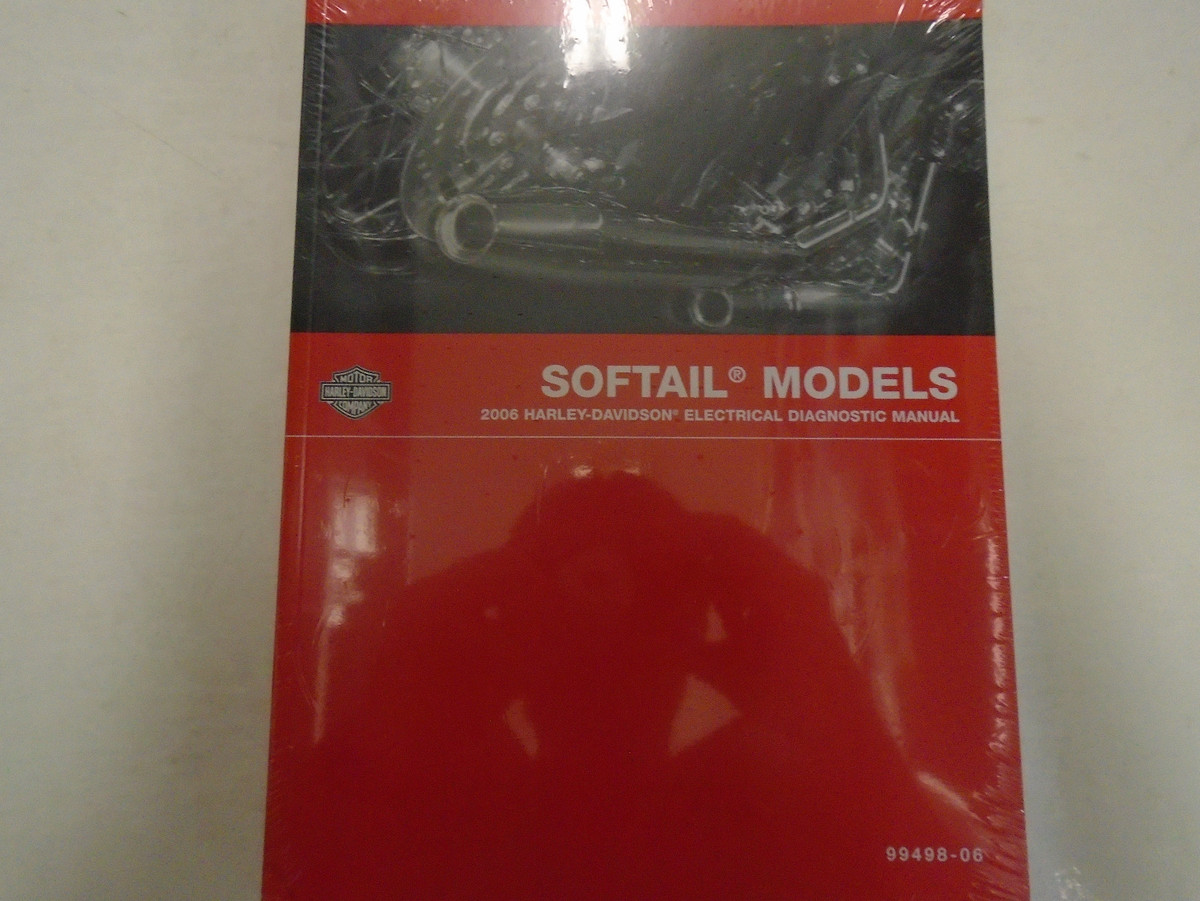 MOTOR
HARLEY-DAVIDSON
COMPANY
SOFTAIL® MODELS
2006 HARLEY-DAVIDSON® ELECTRICAL DIAGNOSTIC MANUAL
99498-06